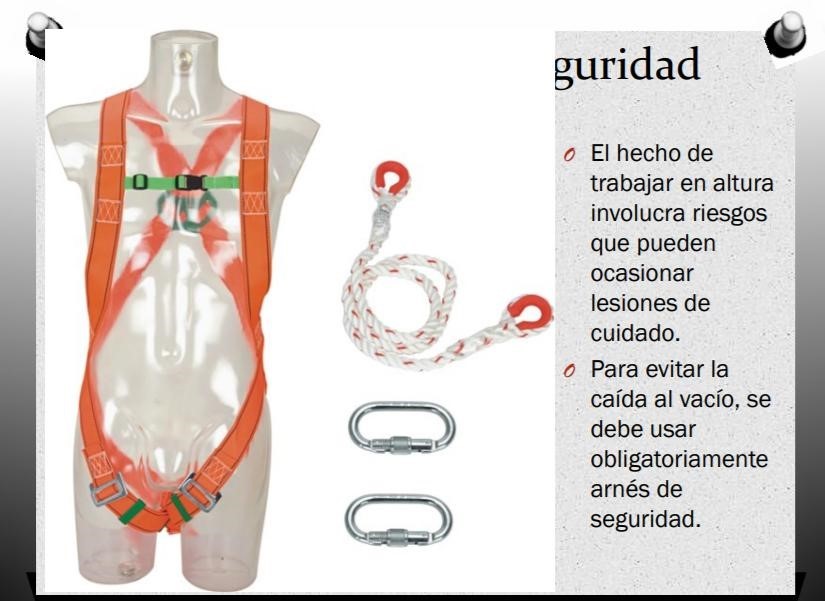 guridad
El hecho de
trabajar en altura
involucra riesgos
que pueden
ocasionar
lesiones de
cuidado.
Para evitar la
caída al vacío, se
debe usar
obligatoriamente
arnés de
seguridad.